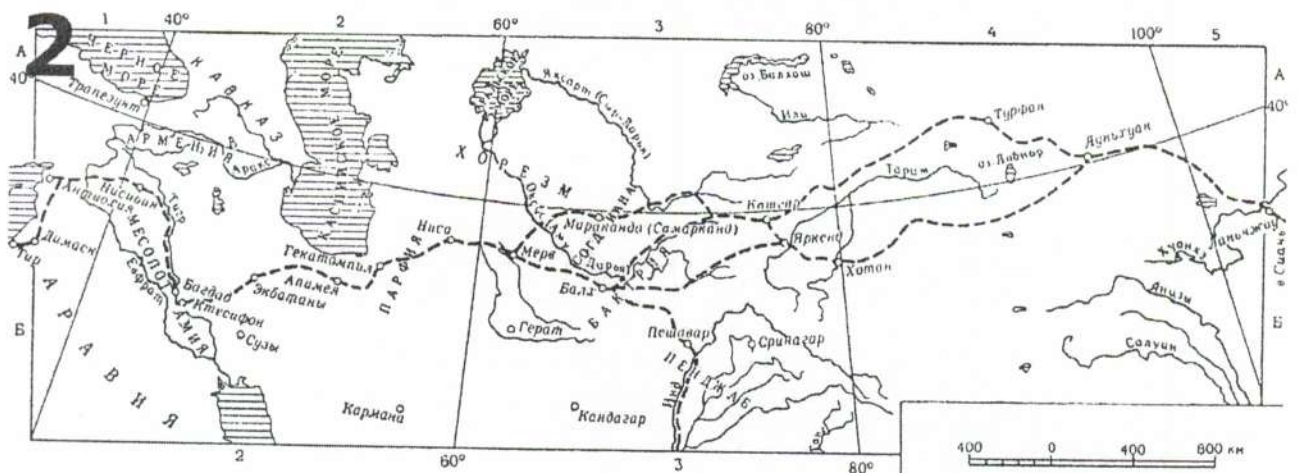 2
1 40° 2 60° 3 80° 4 100° 5
А
40
ЧЕРНОЕ МОРЕ
Трапезунт
КАВКАЗ
АРМЕНИЯ
Аракс
КАСПИЙСКОЕ МОРЕ
Яксарт (Сыр-Дарья)
ХОРЕЗМ
оз. Балхаш
Или
Турфан
Дуньхуан
А
40°
оз. Лобнор
Тарим
Антиохия
Нисибин
Тигр
Дамаск
Тир
МЕСОПОТАМИЯ
Евфрат
Багдад
Ктесифон
Сузы
Экбатаны
Апамея
Гекатомпил
ПАРФИЯ
Ниса
Мерв
Мараканда (Самарканд)
СОГДИАНА
Дарья)
Балх
БАКТРИЯ
Кашгар
Яркенд
Хотан
Хуанхэ
Ланьчжоу
в Сиань
Янцзы
Салуин
Б
АРАВИЯ
Герат
Пешавар
Сринагар
ПЕНДЖАБ
Инд
Кармана
Кандагар
Б
2 60° 3 80°
400 0 400 800 км